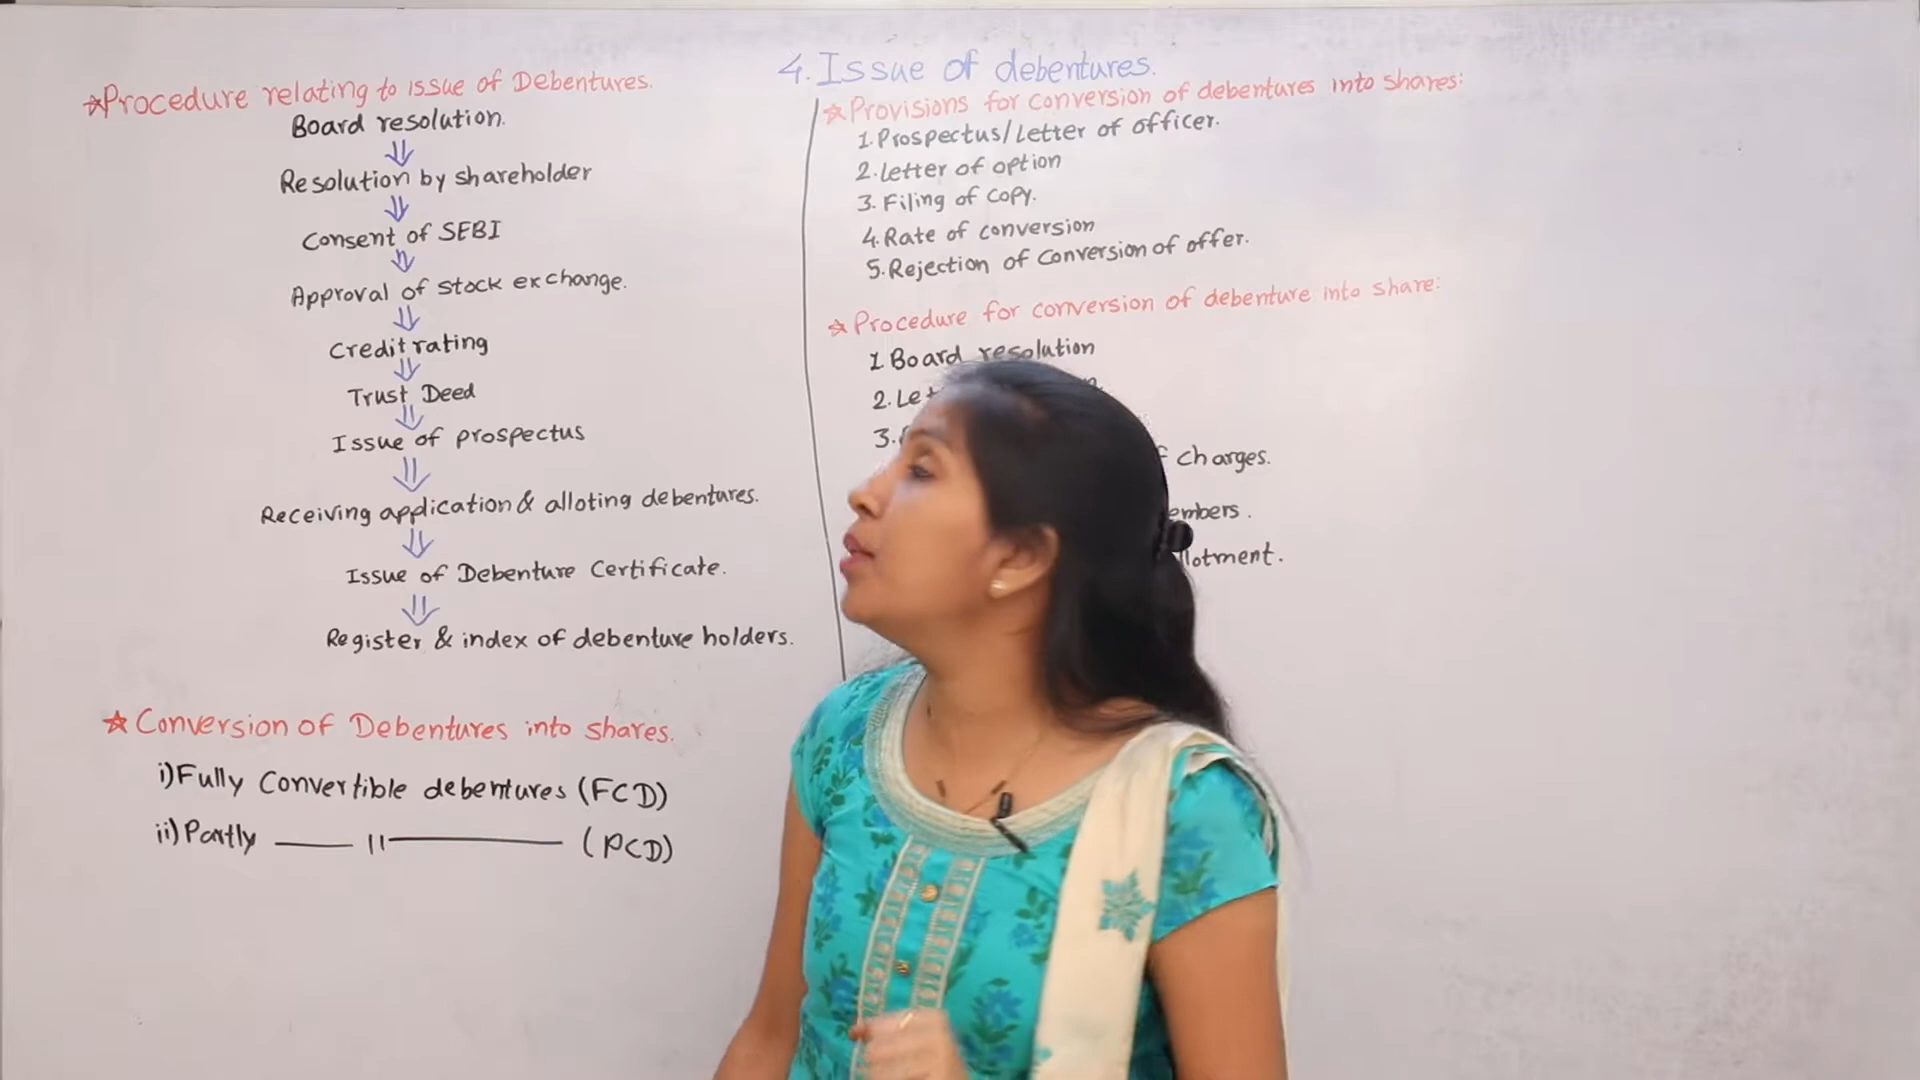 4. Issue of debentures.
☆Procedure relating to issue of Debentures.
Board resolution.
⇓
Resolution by shareholder
⇓
Consent of SEBI
⇓
Approval of stock exchange.
⇓
Credit rating
⇓
Trust Deed
⇓
Issue of prospectus
⇓
Receiving application & alloting debentures.
⇓
Issue of Debenture Certificate.
⇓
Register & index of debenture holders.
☆ Conversion of Debentures into shares.
i) Fully Convertible debentures (FCD)
ii) Partly —— 〃 —— (PCD)
☆ Provisions for conversion of debentures into shares:
1. Prospectus/Letter of officer.
2. Letter of option
3. Filing of copy.
4. Rate of conversion
5. Rejection of conversion of offer.
☆ Procedure for conversion of debenture into share:
1. Board resolution
2.
3.
charges.